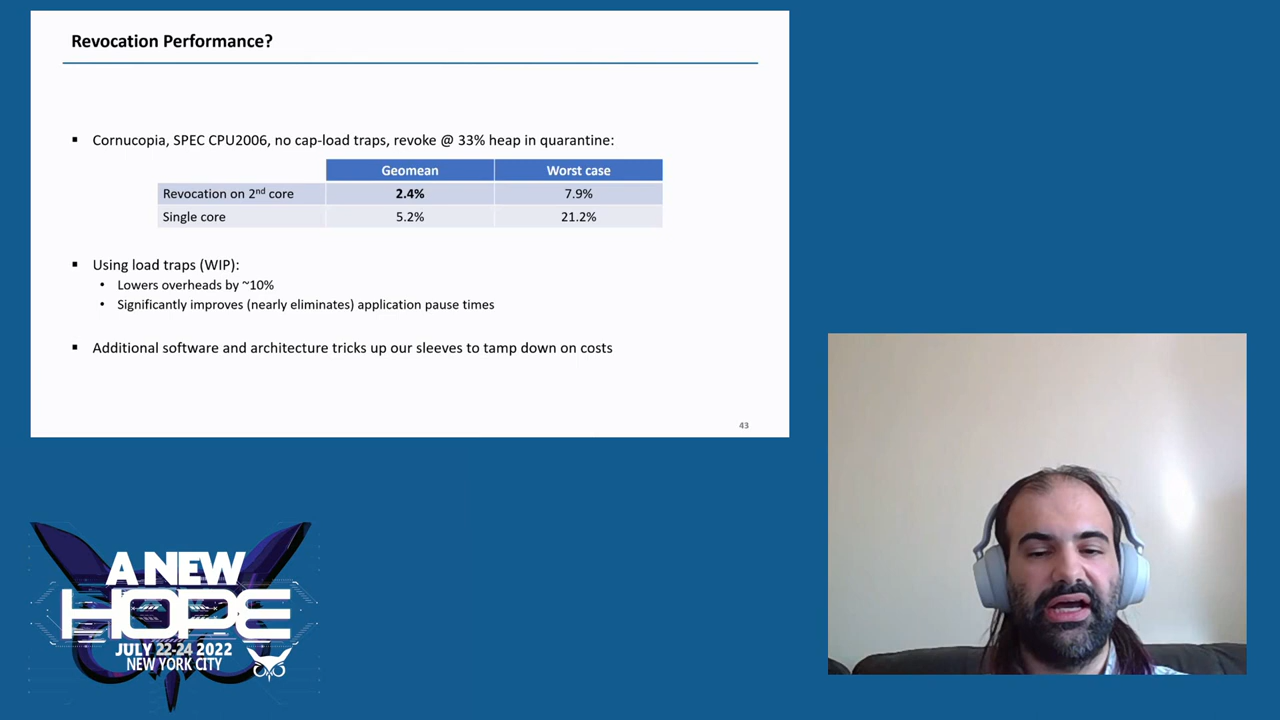 Revocation Performance?
▪ Cornucopia, SPEC CPU2006, no cap-load traps, revoke @ 33% heap in quarantine:
Geomean Worst case
Revocation on 2nd core 2.4% 7.9%
Single core 5.2% 21.2%
▪ Using load traps (WIP):
• Lowers overheads by ~10%
• Significantly improves (nearly eliminates) application pause times
▪ Additional software and architecture tricks up our sleeves to tamp down on costs
43
A NEW
HOPE
JULY 22-24 2022
NEW YORK CITY